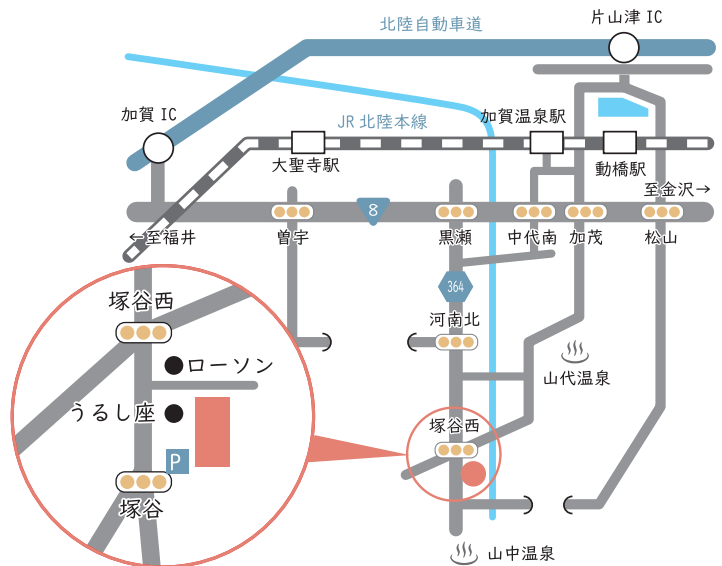 片山津 IC
北陸自動車道
加賀 IC
JR 北陸本線
加賀温泉駅
大聖寺駅
動橋駅
至金沢→
8
←至福井
曽宇
黒瀬
中代南
加茂
松山
364
河南北
山代温泉
塚谷西
山中温泉
塚谷西
ローソン
うるし座
P
塚谷